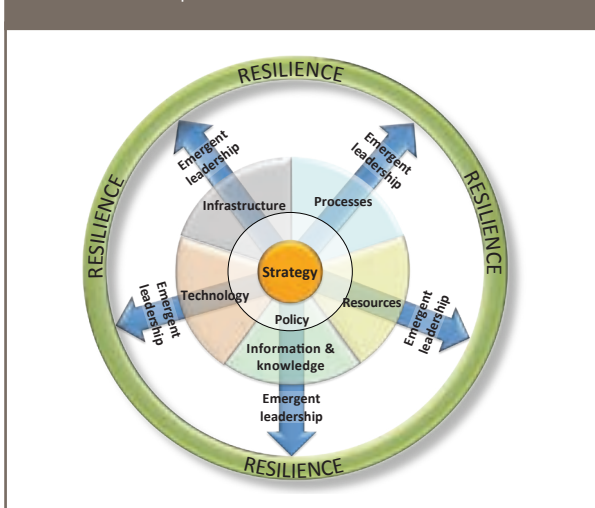 RESILIENCE
Emergent
leadership
Emergent
leadership
Infrastructure
Processes
RESILIENCE
RESILIENCE
Strategy
Technology
Resources
Emergent
leadership
Emergent
leadership
Policy
Information &
knowledge
Emergent
leadership
RESILIENCE